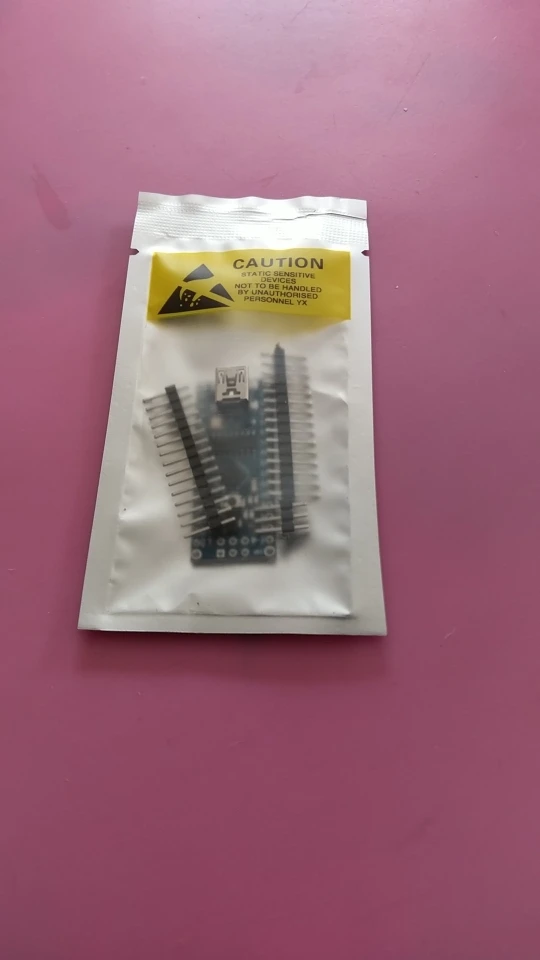 CAUTION
STATIC SENSITIVE
DEVICES
NOT TO BE HANDLED
BY UNAUTHORISED
PERSONNEL YX